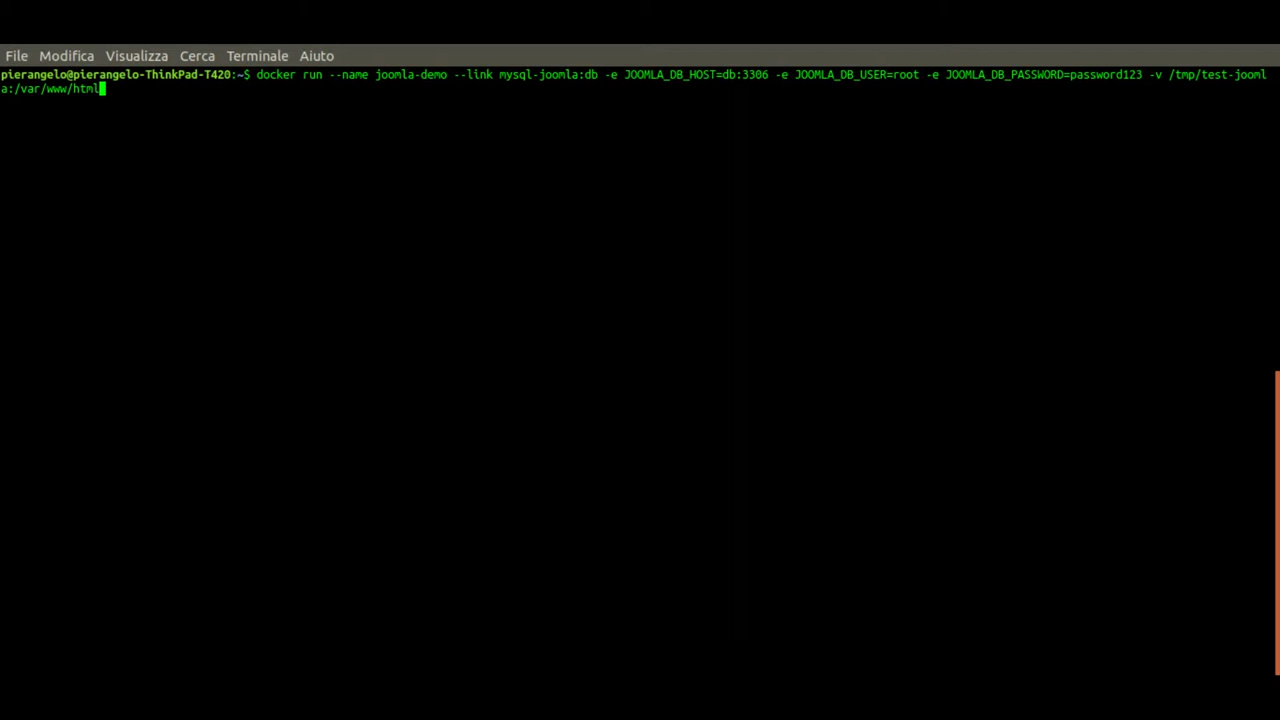 File Modifica Visualizza Cerca Terminale Aiuto
pierangelo@pierangelo-ThinkPad-T420:~$ docker run --name joomla-demo --link mysql-joomla:db -e JOOMLA_DB_HOST=db:3306 -e JOOMLA_DB_USER=root -e JOOMLA_DB_PASSWORD=password123 -v /tmp/test-jooml
a:/var/www/html